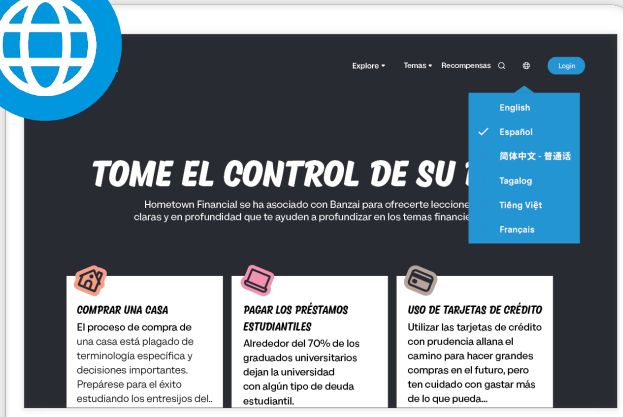 Explore
Temas
Recompensas
Login
English
Español
简体中文 - 普通话
Tagalog
Tiếng Việt
Français
TOME EL CONTROL DE SU
Hometown Financial se ha asociado con Banzai para ofrecerte
claras y en profundidad que te ayuden a profundizar en los temas
COMPRAR UNA CASA
El proceso de compra de
una casa está plagado de
terminología específica y
decisiones importantes.
Prepárese para el éxito
estudiando los entresijos del..
PAGAR LOS PRÉSTAMOS
ESTUDIANTILES
Alrededor del 70% de los
graduados universitarios
dejan la universidad
con algún tipo de deuda
estudiantil.
USO DE TARJETAS DE CRÉDITO
Utilizar las tarjetas de crédito
con prudencia allana el
camino para hacer grandes
compras en el futuro, pero
ten cuidado con gastar más
de lo que pueda...